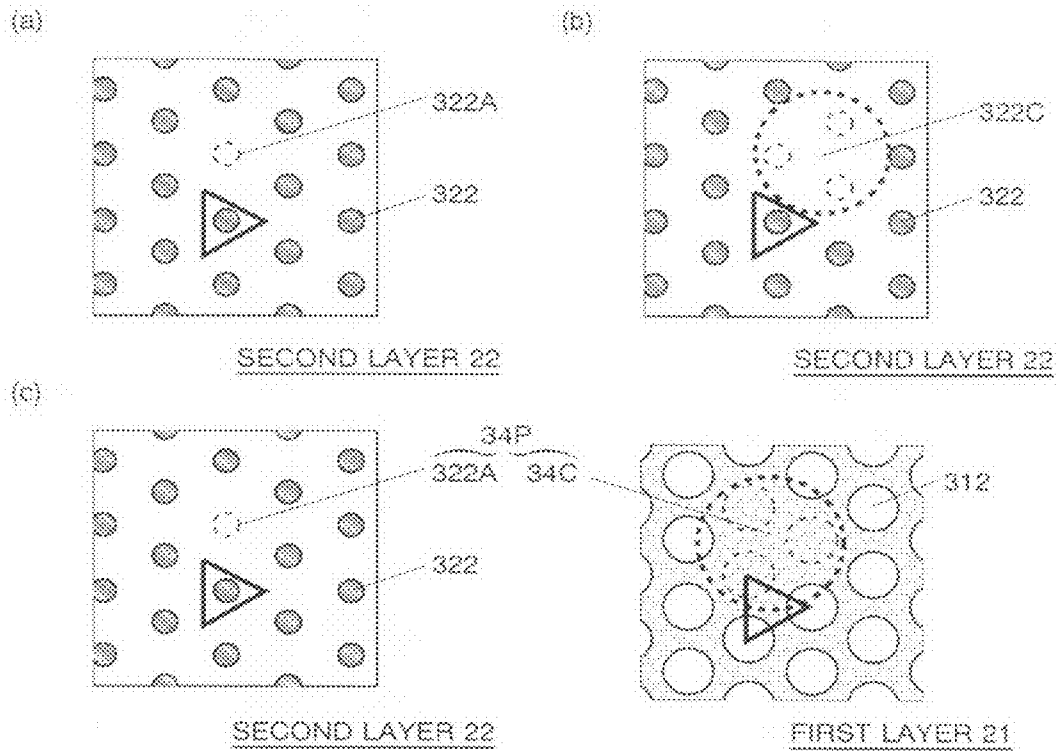 (a)
322A
322
SECOND LAYER 22
(b)
322C
322
SECOND LAYER 22
(c)
34P
322A 34C
322
SECOND LAYER 22
312
FIRST LAYER 21